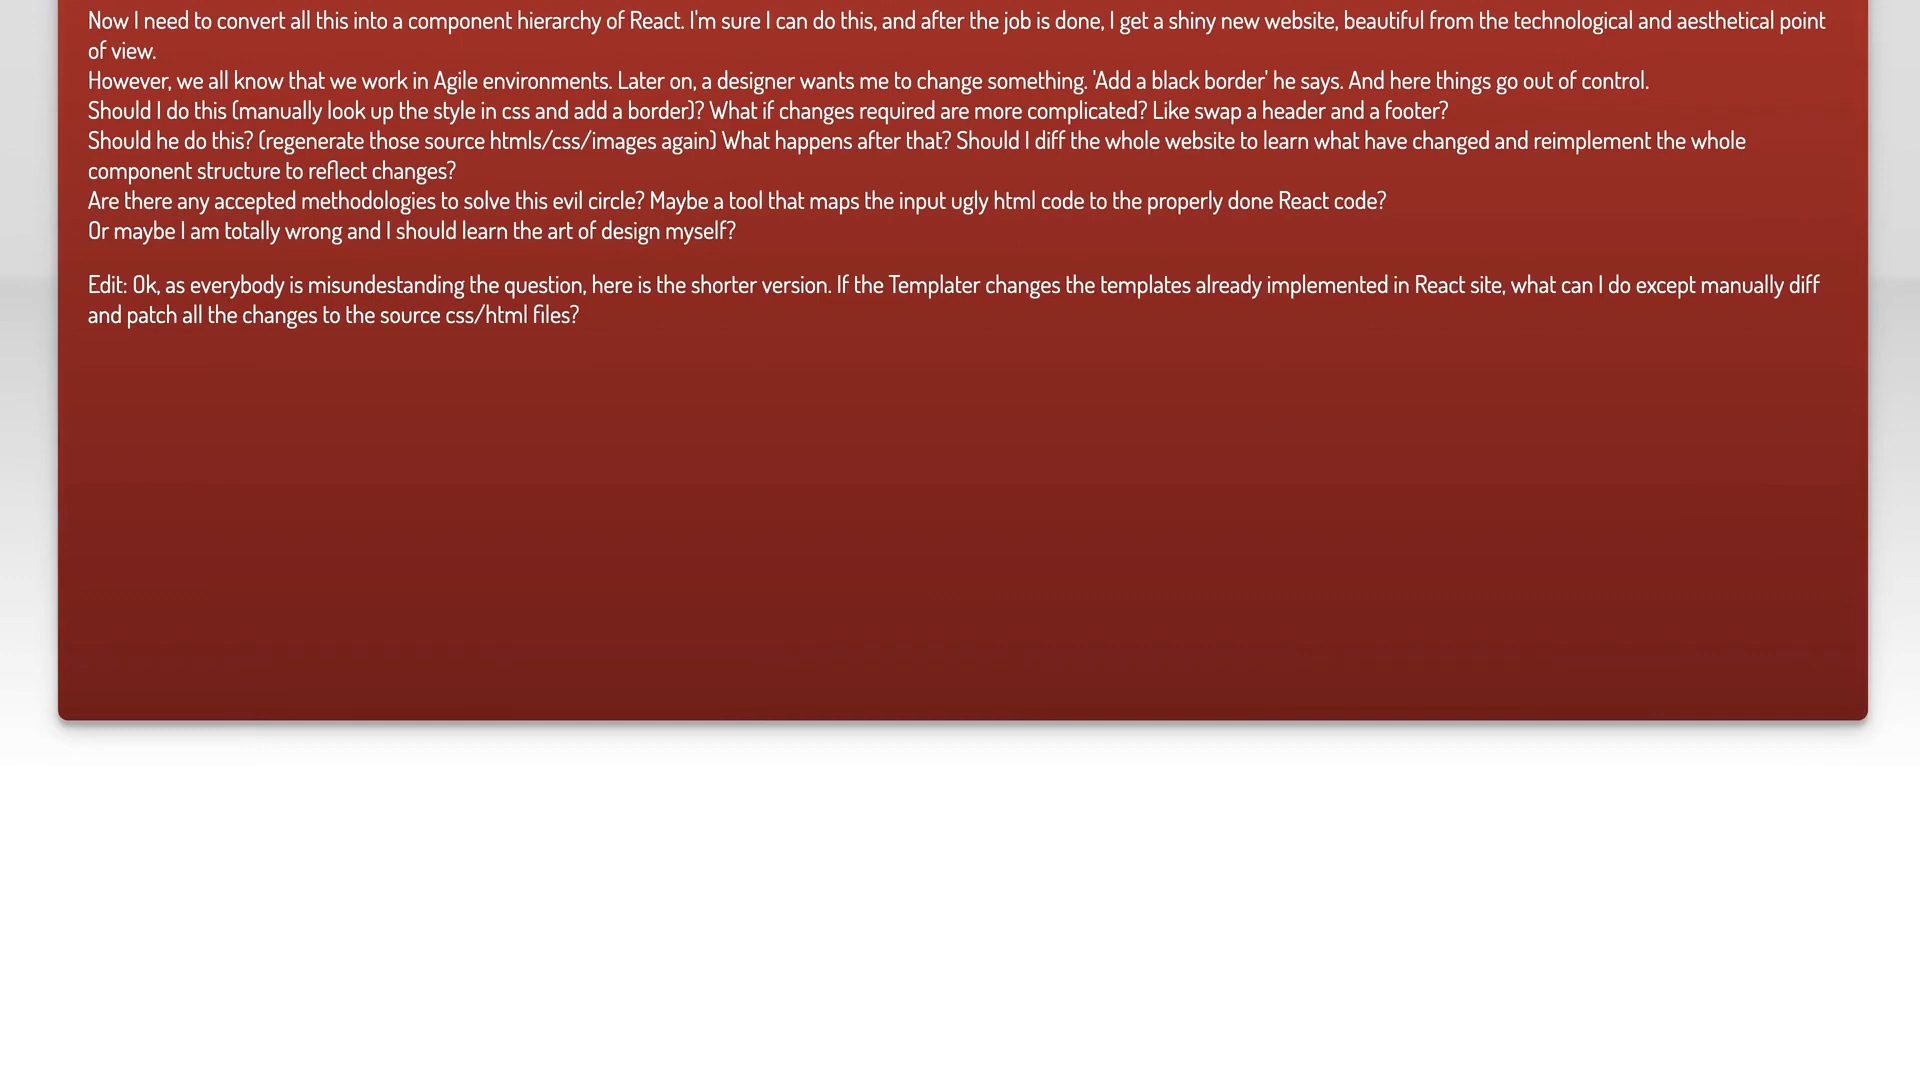 Now I need to convert all this into a component hierarchy of React. I'm sure I can do this, and after the job is done, I get a shiny new website, beautiful from the technological and aesthetical point
of view.
However, we all know that we work in Agile environments. Later on, a designer wants me to change something. 'Add a black border' he says. And here things go out of control.
Should I do this (manually look up the style in css and add a border)? What if changes required are more complicated? Like swap a header and a footer?
Should he do this? (regenerate those source htmls/css/images again) What happens after that? Should I diff the whole website to learn what have changed and reimplement the whole
component structure to reflect changes?
Are there any accepted methodologies to solve this evil circle? Maybe a tool that maps the input ugly html code to the properly done React code?
Or maybe I am totally wrong and I should learn the art of design myself?
Edit: Ok, as everybody is misundestanding the question, here is the shorter version. If the Templater changes the templates already implemented in React site, what can I do except manually diff
and patch all the changes to the source css/html files?